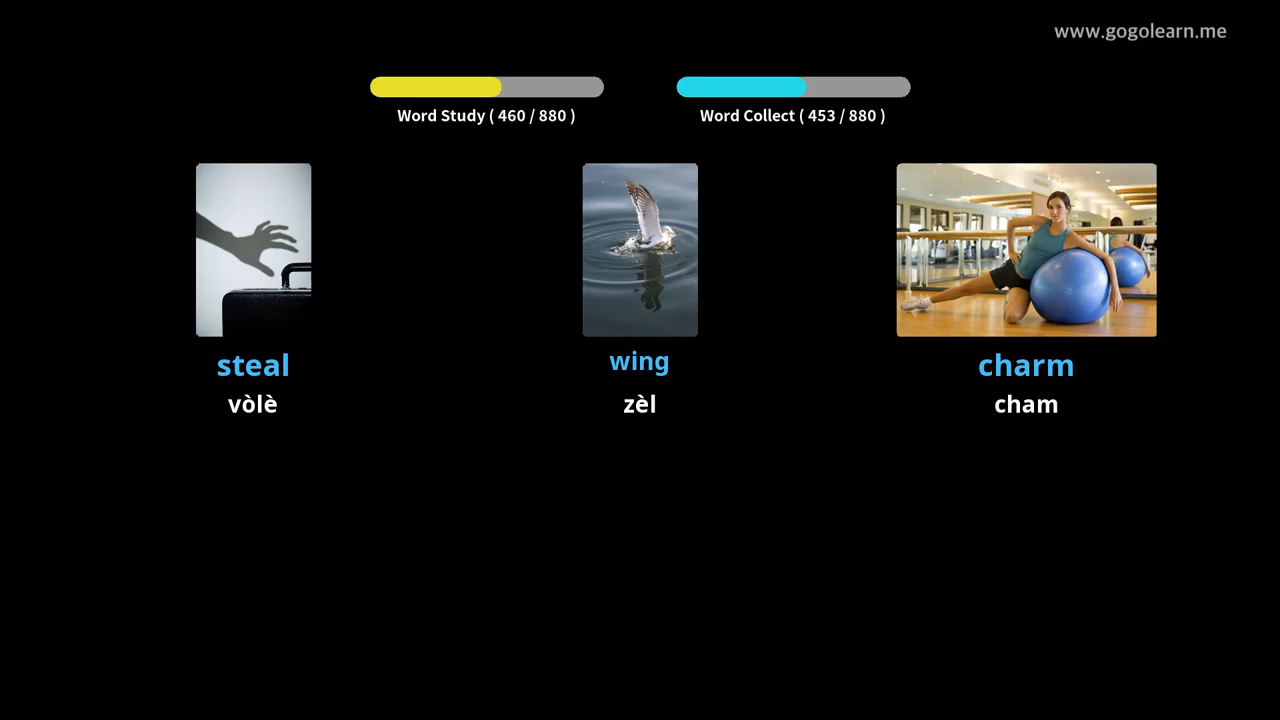 www.gogolearn.me
Word Study ( 460 / 880 )
Word Collect ( 453 / 880 )
steal
vòlè
wing
zèl
charm
cham